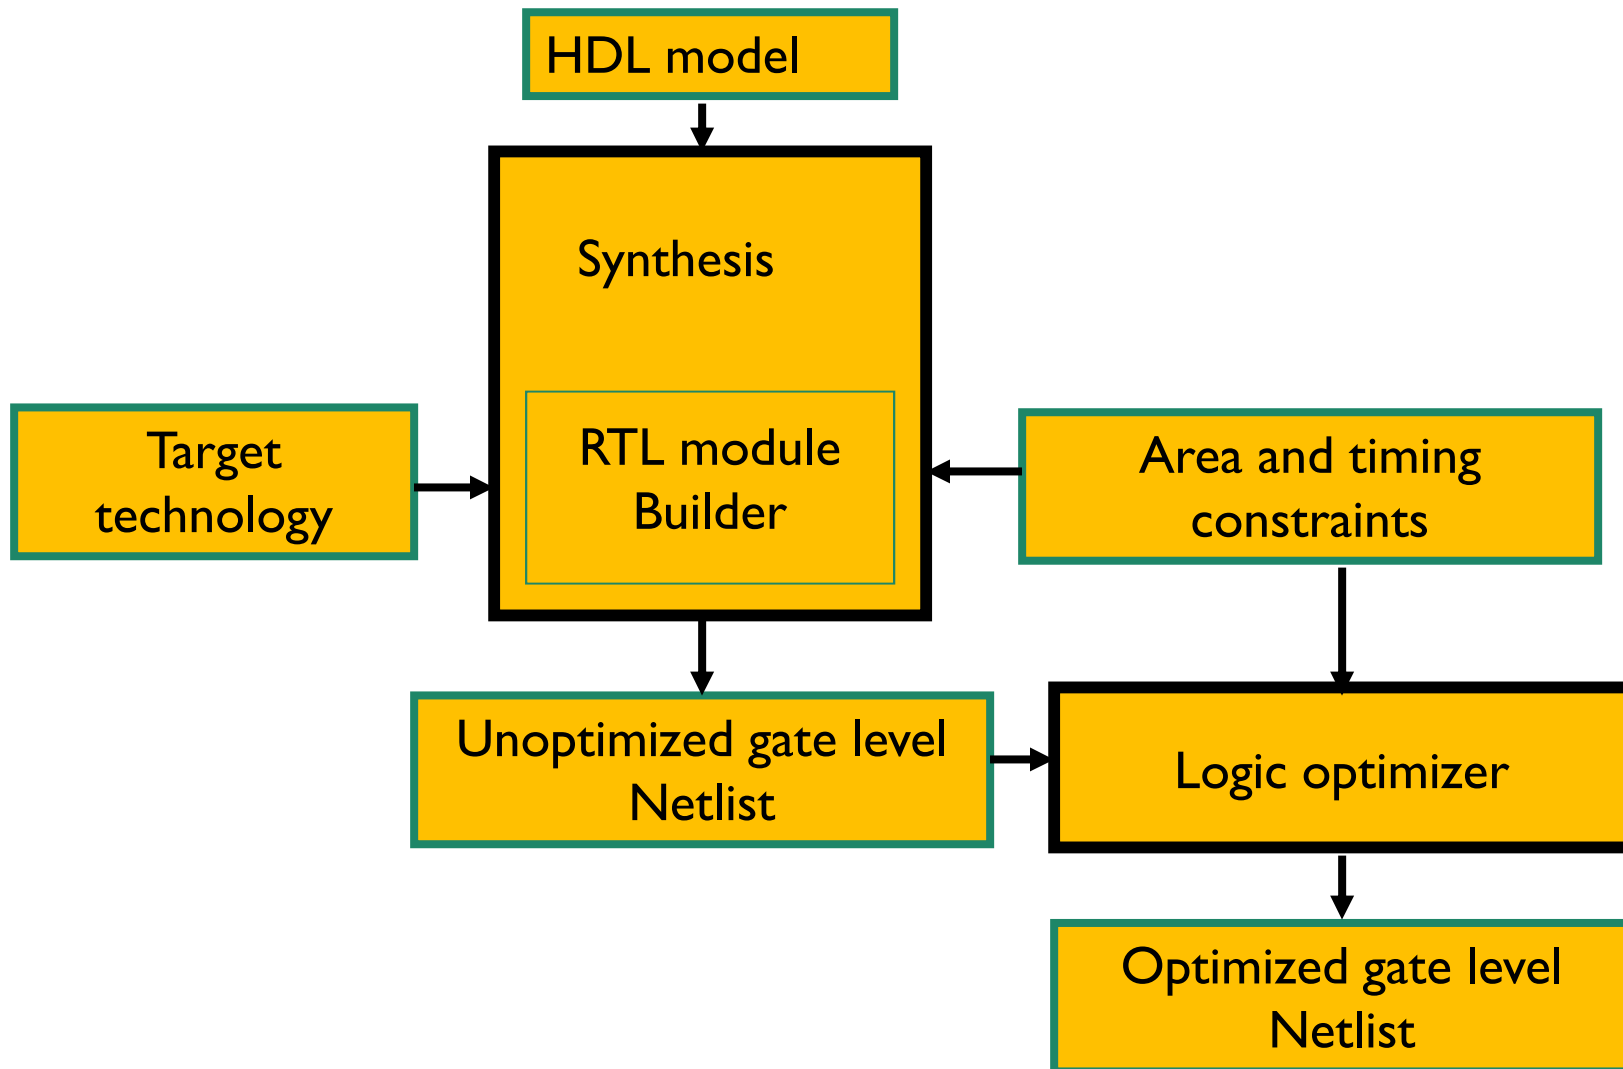 HDL model
Synthesis
RTL module
Builder
Target
technology
Area and timing
constraints
Unoptimized gate level
Netlist
Logic optimizer
Optimized gate level
Netlist